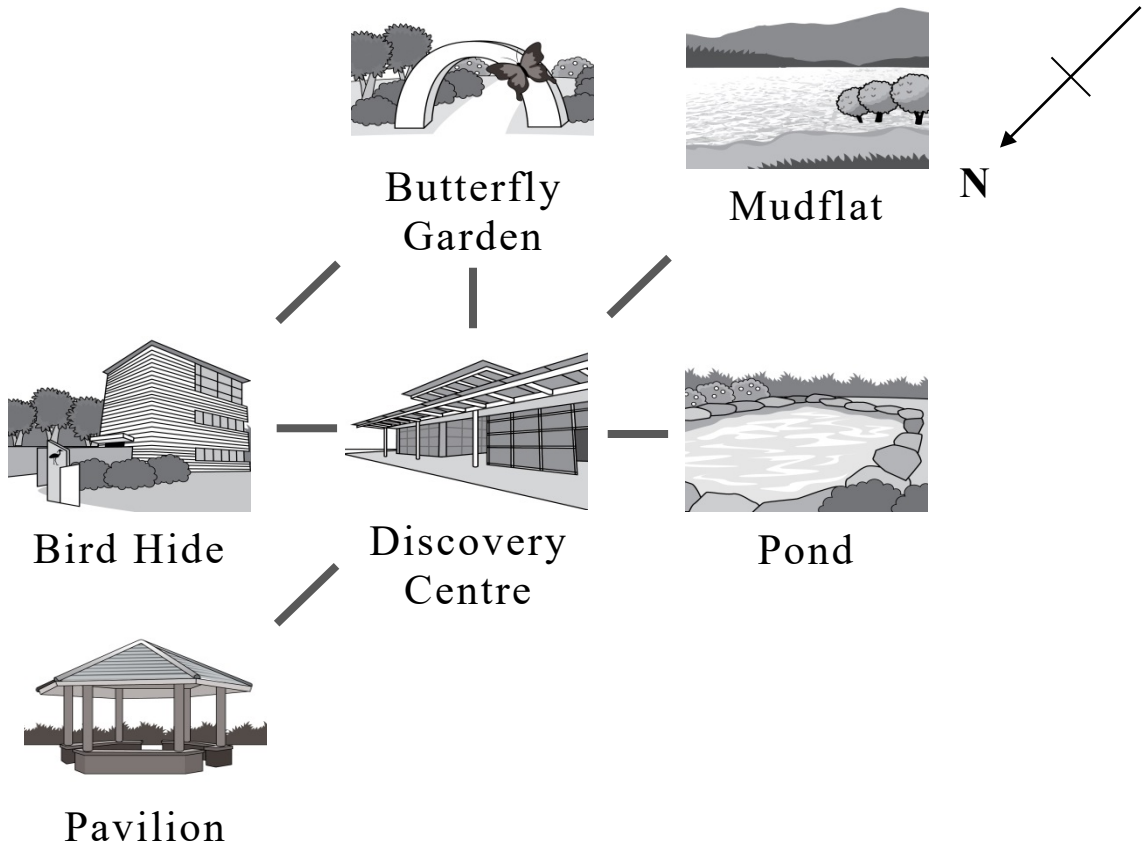 Butterfly
Garden
Mudflat
N
Bird Hide
Discovery
Centre
Pond
Pavilion